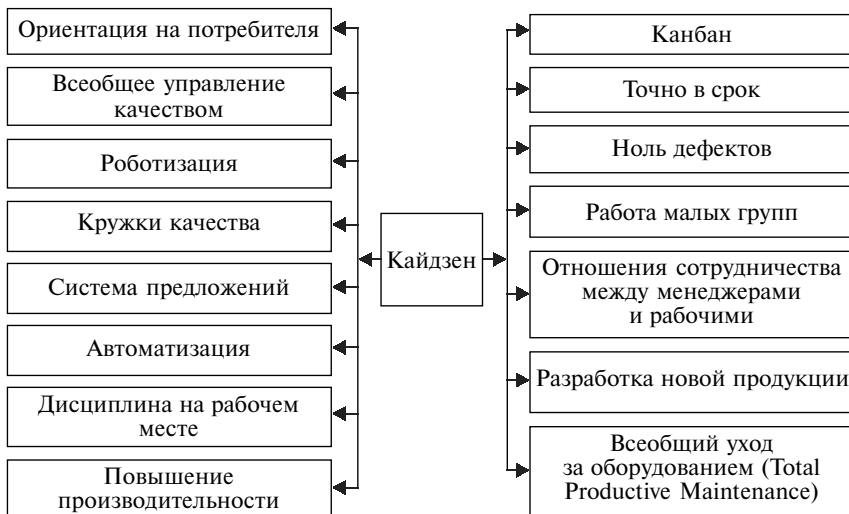 Ориентация на потребителя
Всеобщее управление
качеством
Роботизация
Кружки качества
Система предложений
Автоматизация
Дисциплина на рабочем
месте
Повышение
производительности
Кайдзен
Канбан
Точно в срок
Ноль дефектов
Работа малых групп
Отношения сотрудничества
между менеджерами
и рабочими
Разработка новой продукции
Всеобщий уход
за оборудованием (Total
Productive Maintenance)